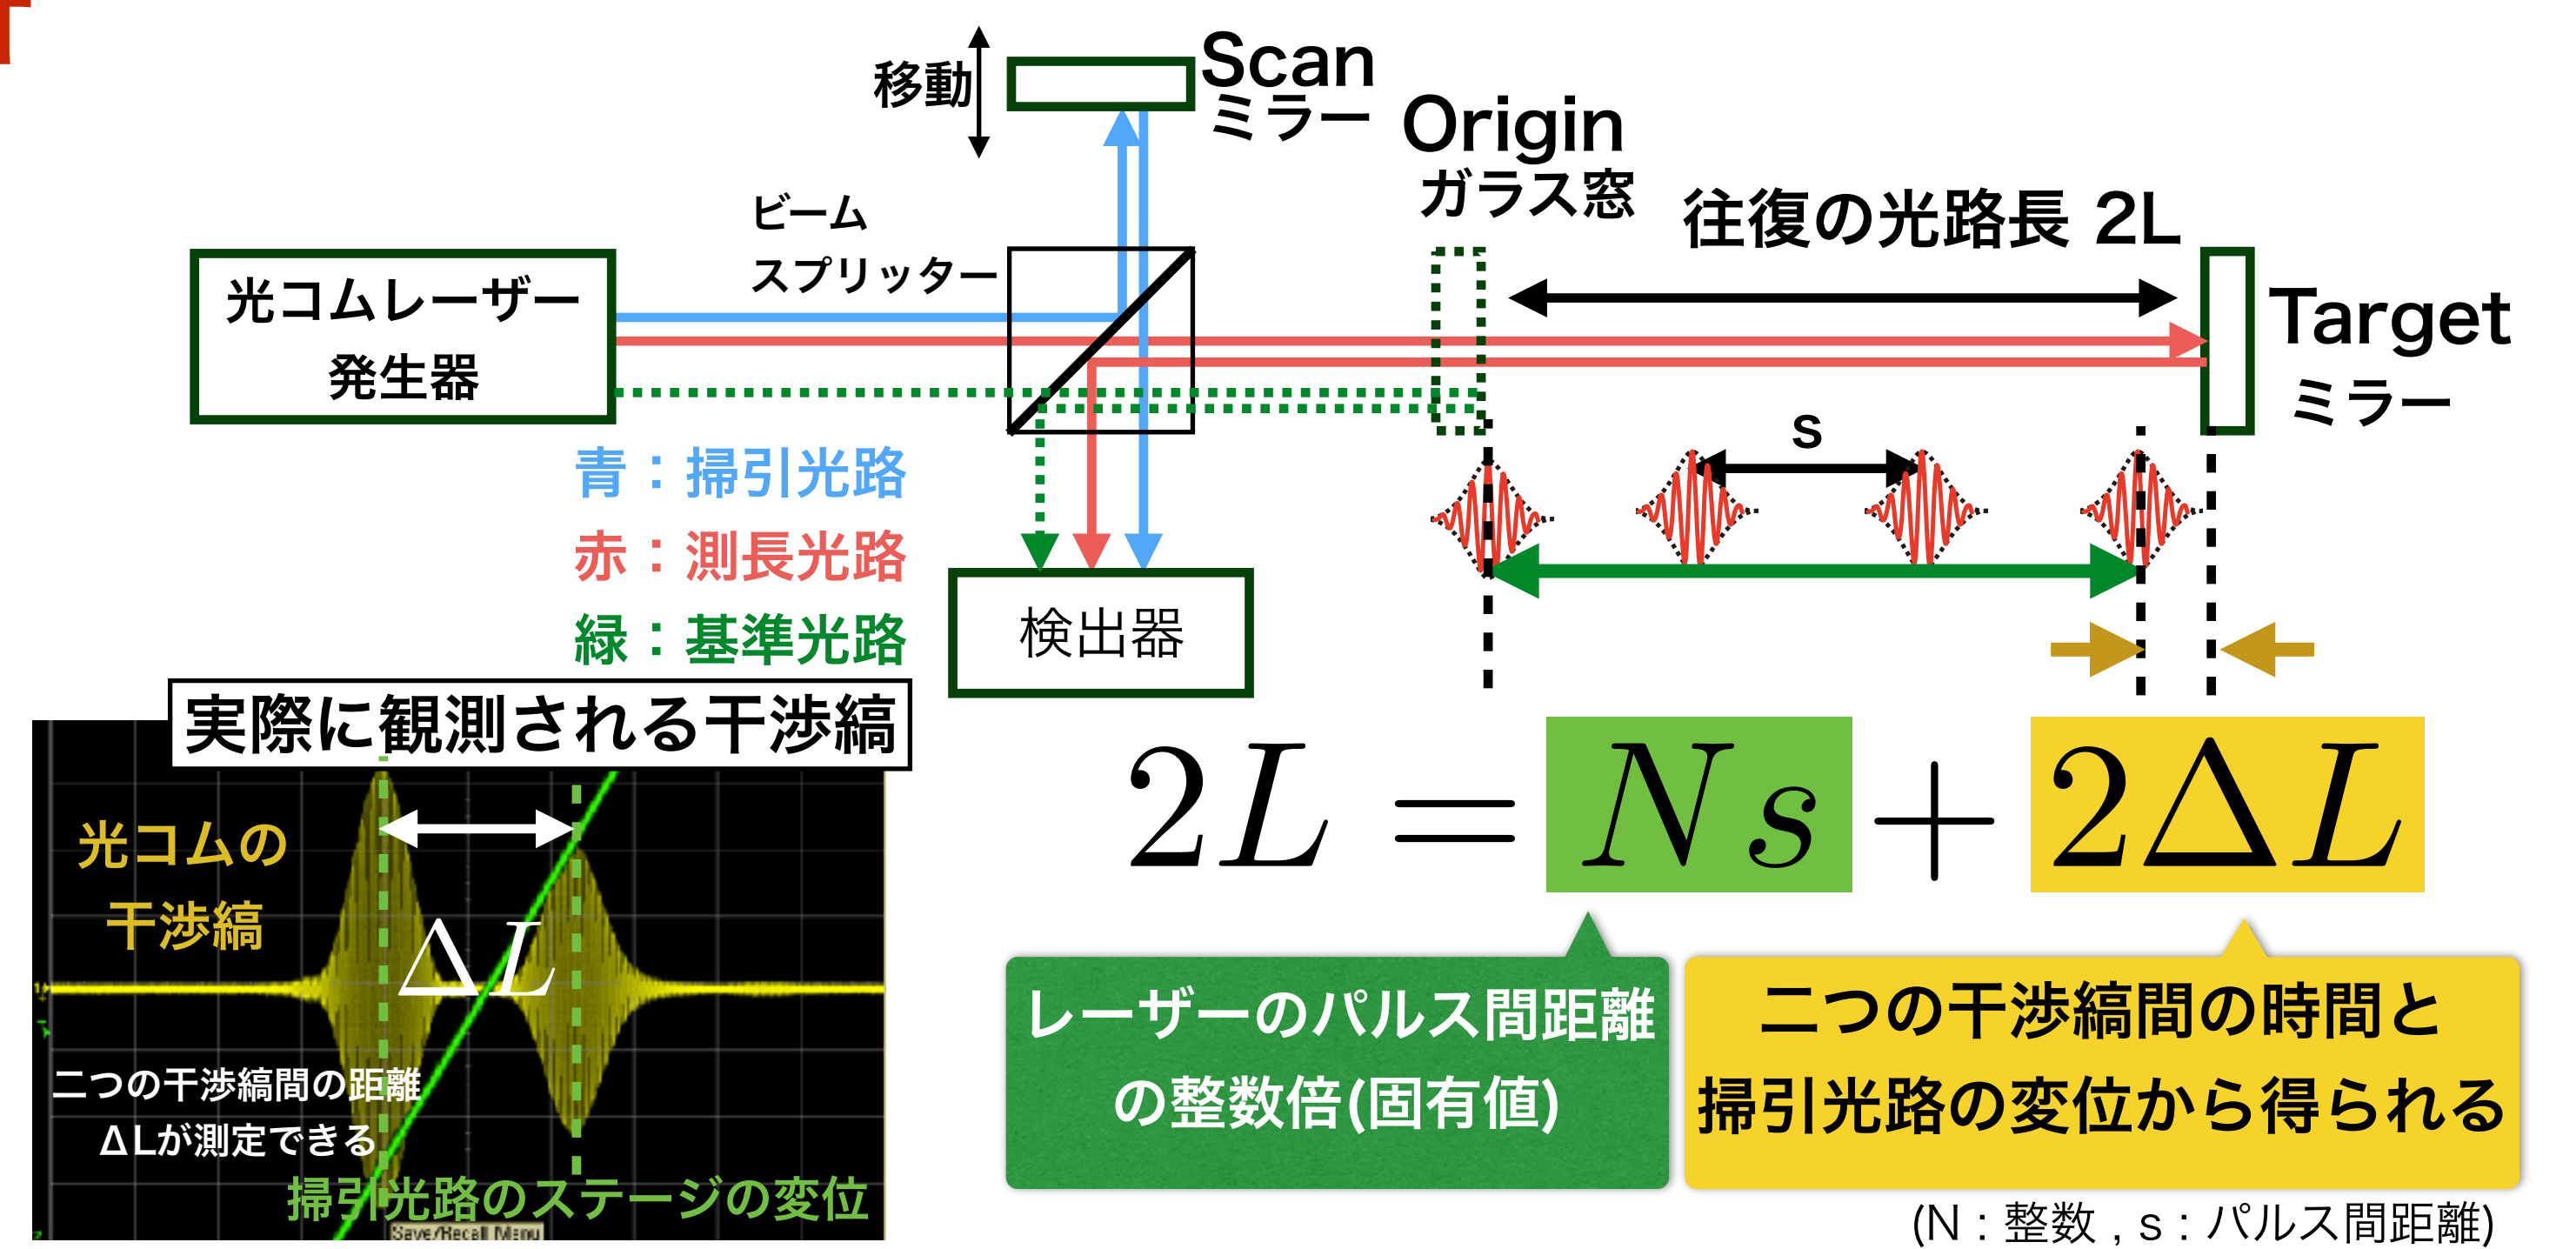 移動
Scan
ミラー
Origin
ガラス窓
往復の光路長 2L
ビーム
スプリッター
光コムレーザー
発生器
Target
ミラー
s
青：掃引光路
赤：測長光路
緑：基準光路
検出器
実際に観測される干渉縞
光コムの
干渉縞
ΔL
二つの干渉縞間の距離
ΔLが測定できる
掃引光路のステージの変位
Save/Recall Menu
2L = Ns + 2ΔL
レーザーのパルス間距離
の整数倍(固有値)
二つの干渉縞間の時間と
掃引光路の変位から得られる
(N：整数 , s：パルス間距離)